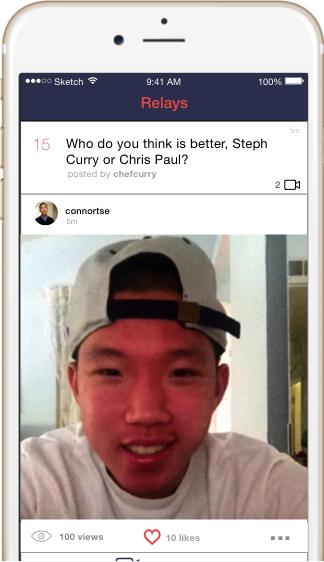 Sketch 9:41 AM 100%
Relays
5m
15 Who do you think is better, Steph
Curry or Chris Paul?
posted by chefcurry
2
connortse
5m
100 views 10 likes